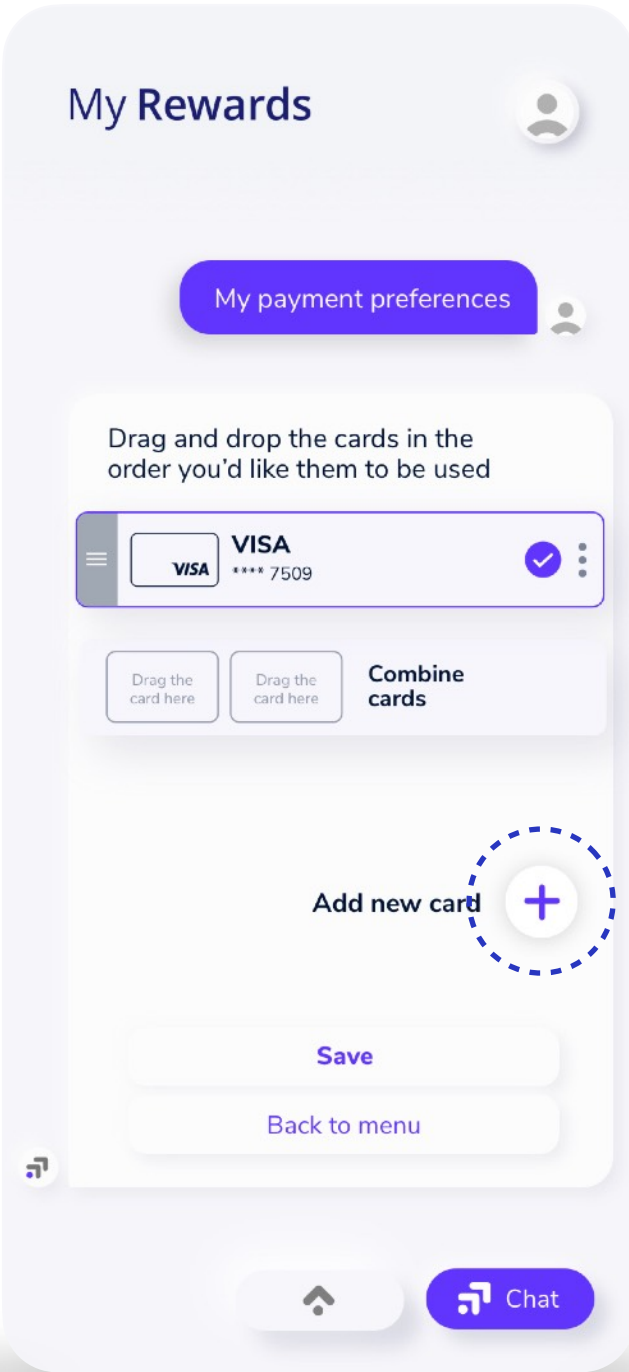 My Rewards
My payment preferences
Drag and drop the cards in the
order you’d like them to be used
VISA
VISA
**** 7509
Drag the
card here
Drag the
card here
Combine
cards
Add new card
Save
Back to menu
Chat